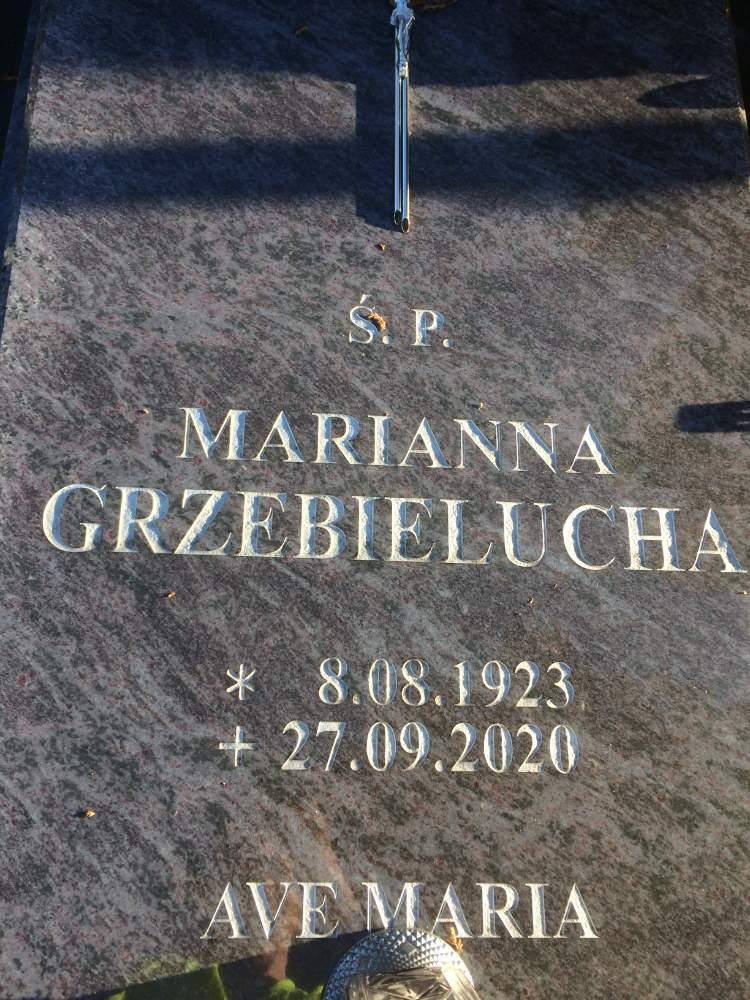 Ś. P.
MARIANNA
GRZEBIELUCHA
* 8.08.1923
+ 27.09.2020
AVE MARIA